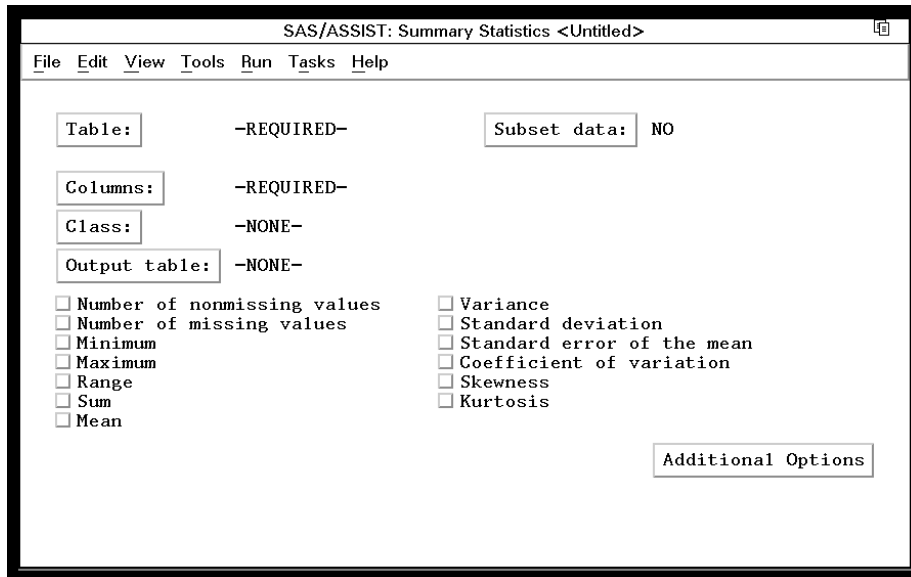 SAS/ASSIST: Summary Statistics <Untitled>
File Edit View Tools Run Tasks Help
Table: -REQUIRED- Subset data: NO
Columns: -REQUIRED-
Class: -NONE-
Output table: -NONE-
Number of nonmissing values Variance
Number of missing values Standard deviation
Minimum Standard error of the mean
Maximum Coefficient of variation
Range Skewness
Sum Kurtosis
Mean
Additional Options